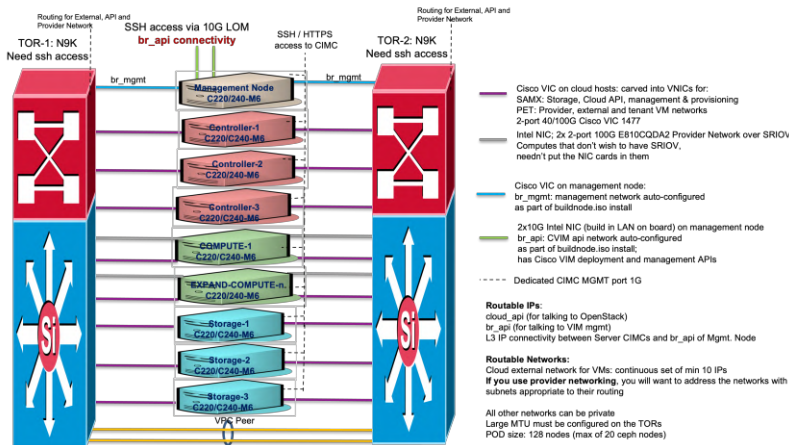 Routing for External, API and
Provider Network
TOR-1: N9K
Need ssh access
SSH access via 10G LOM
br_api connectivity
SSH / HTTPS
access to CIMC
Routing for External, API and
Provider Network
TOR-2: N9K
Need ssh access
br_mgmt
br_mgmt
Management Node
C220/240-M6
Controller-1
C220/C240-M6
Controller-2
C220/C240-M6
Controller-3
C220/C240-M6
COMPUTE-1
C220/C240-M6
EXPAND-COMPUTE-n.
C220/240-M6
Storage-1
C220/C240-M6
Storage-2
C220/C240-M6
Storage-3
C220/C240-M6
VPC Peer
Si
Si
Cisco VIC on cloud hosts: carved into VNICs for:
SAMX: Storage, Cloud API, management & provisioning
PET: Provider, external and tenant VM networks
2-port 40/100G Cisco VIC 1477
Intel NIC; 2x 2-port 100G E810CQDA2 Provider Network over SRIOV
Computes that don't wish to have SRIOV,
needn't put the NIC cards in them
Cisco VIC on management node:
br_mgmt: management network auto-configured
as part of buildnode.iso install
2x10G Intel NIC (build in LAN on board) on management node
br_api: CVIM api network auto-configured
as part of buildnode.iso install;
has Cisco VIM deployment and management APIs
Dedicated CIMC MGMT port 1G
Routable IPs:
cloud_api (for talking to OpenStack)
br_api (for talking to VIM mgmt)
L3 IP connectivity between Server CIMCs and br_api of Mgmt. Node
Routable Networks:
Cloud external network for VMs: continuous set of min 10 IPs
If you use provider networking, you will want to address the networks with
subnets appropriate to their routing
All other networks can be private
Large MTU must be configured on the TORs
POD size: 128 nodes (max of 20 ceph nodes)